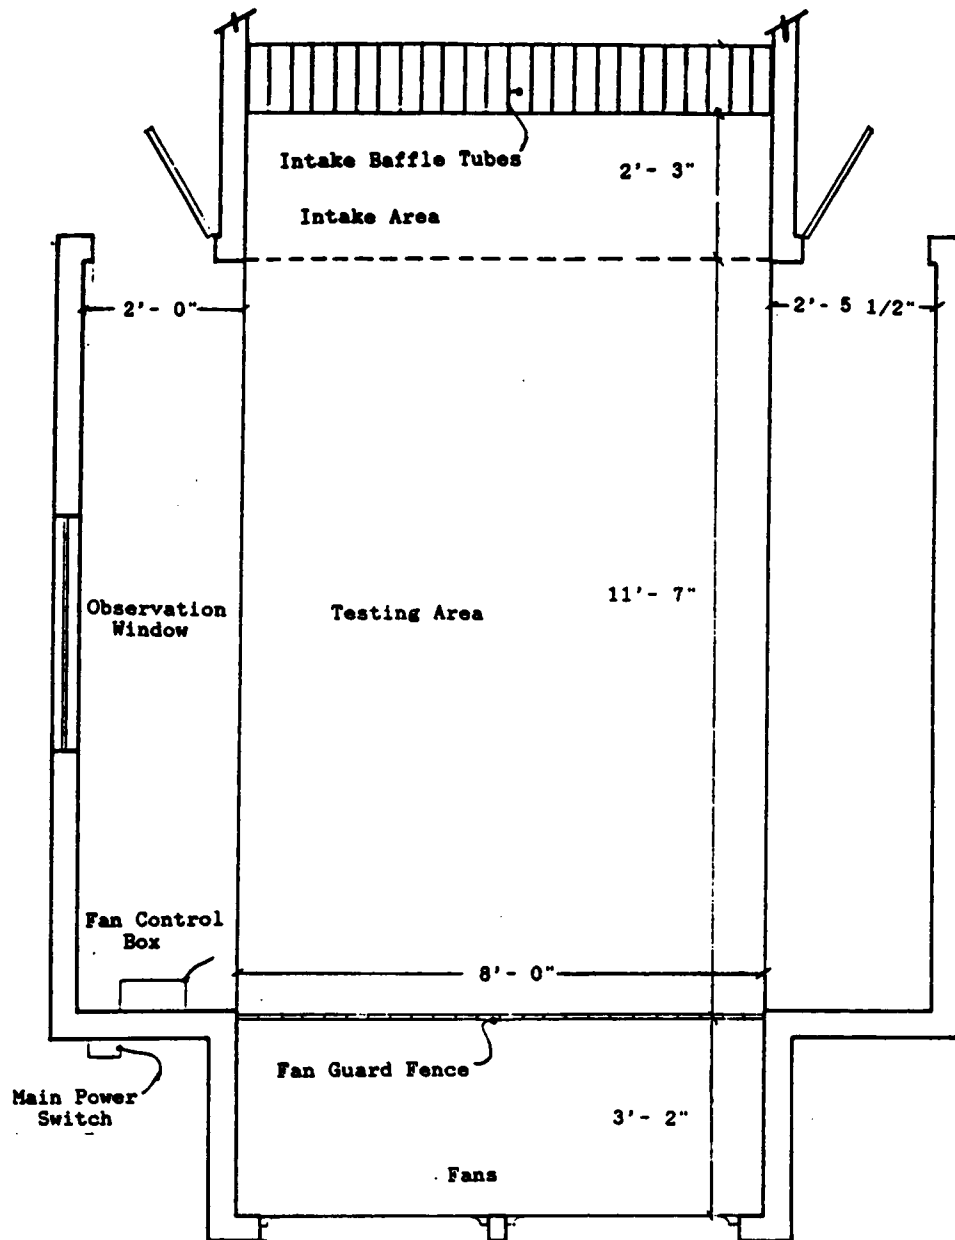 Intake Baffle Tubes
2'- 3"
Intake Area
2'- 0"
2'- 5 1/2"
11'- 7"
Observation
Window
Testing Area
Fan Control
Box
8'- 0"
Fan Guard Fence
Main Power
Switch
3'- 2"
Fans